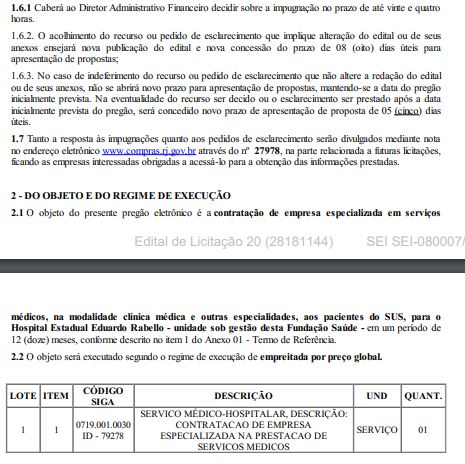 1.6.1 Caberá ao Diretor Administrativo Financeiro decidir sobre a impugnação no prazo de até vinte e quatro
horas.
1.6.2. O acolhimento do recurso ou pedido de esclarecimento que implique alteração do edital ou de seus
anexos ensejará nova publicação do edital e nova concessão do prazo de 08 (oito) dias úteis para
apresentação de propostas;
1.6.3. No caso de indeferimento do recurso ou pedido de esclarecimento que não altere a redação do edital
ou de seus anexos, não se abrirá novo prazo para apresentação de propostas, mantendo-se a data do pregão
inicialmente prevista. Na eventualidade do recurso ser decido ou o esclarecimento ser prestado após a data
inicialmente prevista do pregão, será concedido novo prazo de apresentação de proposta de 05 (cinco) dias
úteis.
1.7 Tanto a resposta às impugnações quanto aos pedidos de esclarecimento serão divulgados mediante nota
no endereço eletrônico www.compras.rj.gov.br através do nº 27978, na parte relacionada a futuras licitações,
ficando as empresas interessadas obrigadas a acessá-lo para a obtenção das informações prestadas.
2 - DO OBJETO E DO REGIME DE EXECUÇÃO
2.1 O objeto do presente pregão eletrônico é a contratação de empresa especializada em serviços
Edital de Licitação 20 (28181144) SEI SEI-080007/
médicos, na modalidade clínica médica e outras especialidades, aos pacientes do SUS, para o
Hospital Estadual Eduardo Rabello - unidade sob gestão desta Fundação Saúde - em um período de
12 (doze) meses, conforme descrito no item 1 do Anexo 01 - Termo de Referência.
2.2 O objeto será executado segundo o regime de execução de empreitada por preço global.
LOTE ITEM CÓDIGO SIGA DESCRIÇÃO UND QUANT.
1 1 0719.001.0030 ID - 79278 SERVICO MÉDICO-HOSPITALAR, DESCRIÇÃO: CONTRATACAO DE EMPRESA ESPECIALIZADA NA PRESTACAO DE SERVICOS MEDICOS SERVIÇO 01